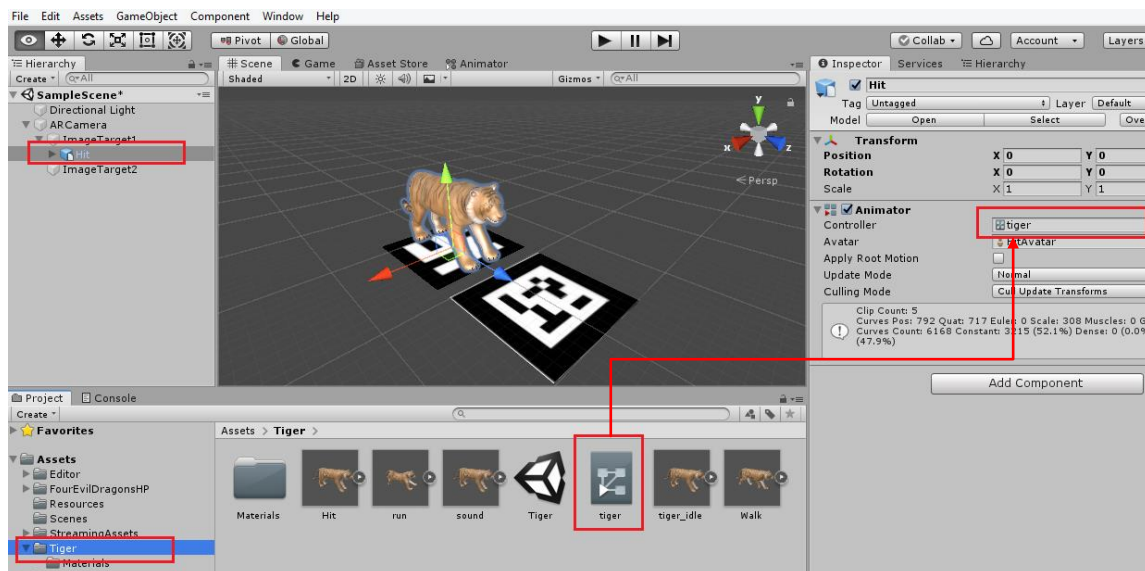 File Edit Assets GameObject Component Window Help
Pivot Global Collab Account Layers
Hierarchy
Create All
SampleScene*
Directional Light
ARCamera
ImageTarget1
Hit
ImageTarget2
Scene Game Asset Store Animator
Shaded 2D Gizmos All
y
x z
Persp
Inspector Services Hierarchy
Hit
Tag Untagged Layer Default
Model Open Select Ove
Transform
Position X 0 Y 0
Rotation X 0 Y 0
Scale X 1 Y 1
Animator
Controller tiger
Avatar HitAvatar
Apply Root Motion
Update Mode Normal
Culling Mode Cull Update Transforms
Clip Count: 5
Curves Pos: 792 Quat: 717 Euler: 0 Scale: 308 Muscles: 0 G
Curves Count: 6168 Constant: 3215 (52.1%) Dense: 0 (0.0%
(47.9%)
Add Component
Project Console
Create
Favorites
Assets
Editor
FourEvilDragonsHP
Resources
Scenes
StreamingAssets
Tiger
Materials
Assets > Tiger >
Materials Hit run sound Tiger tiger tiger_idle Walk